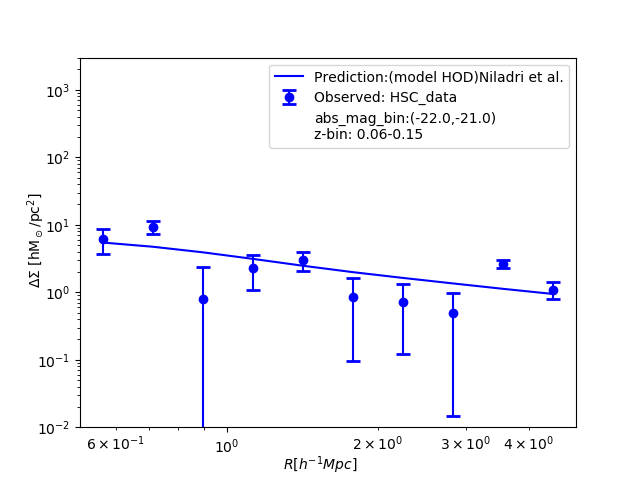 Prediction:(model HOD)Niladri et al.
Observed: HSC_data
abs_mag_bin:(-22.0,-21.0)
z-bin: 0.06-0.15
ΔΣ [hM☉/pc²]
10³
10²
10¹
10⁰
10⁻¹
10⁻²
6 × 10⁻¹ 10⁰ 2 × 10⁰ 3 × 10⁰ 4 × 10⁰
R[h⁻¹Mpc]